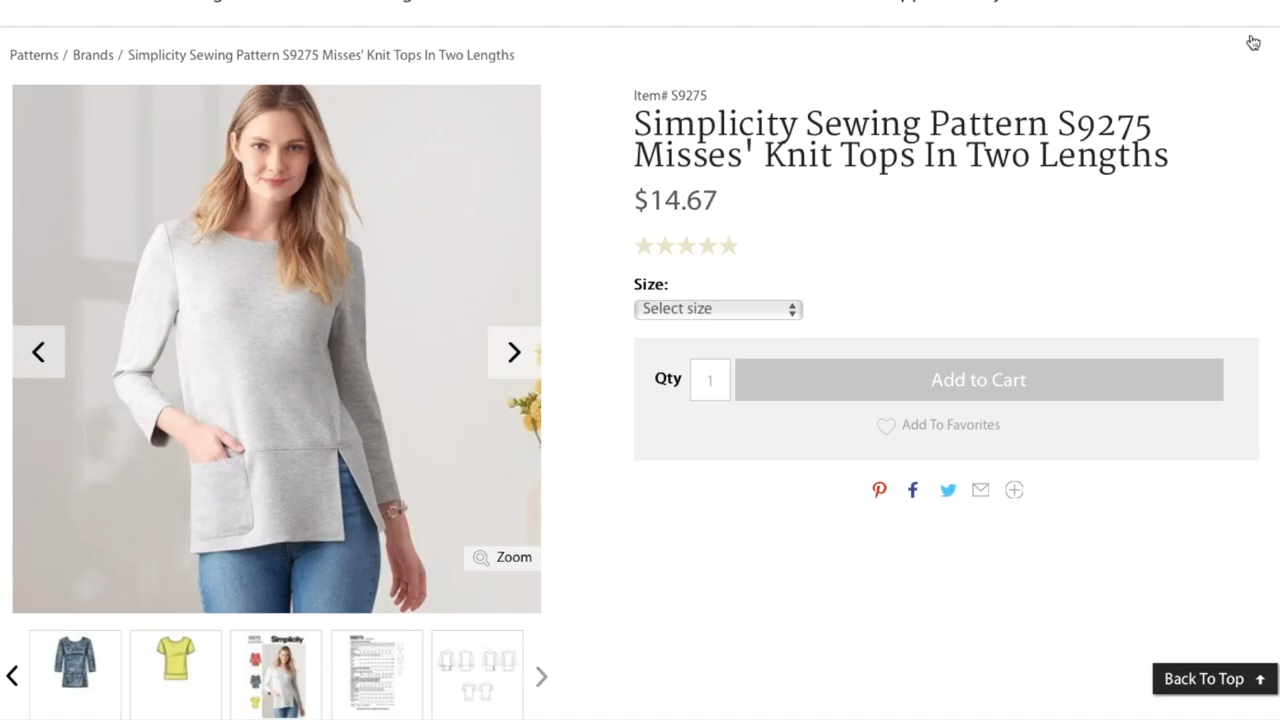 Patterns / Brands / Simplicity Sewing Pattern S9275 Misses' Knit Tops In Two Lengths
Item# S9275
Simplicity Sewing Pattern S9275
Misses' Knit Tops In Two Lengths
$14.67
Size:
Select size
Qty 1 Add to Cart
Add To Favorites
Zoom
Simplicity
Back To Top